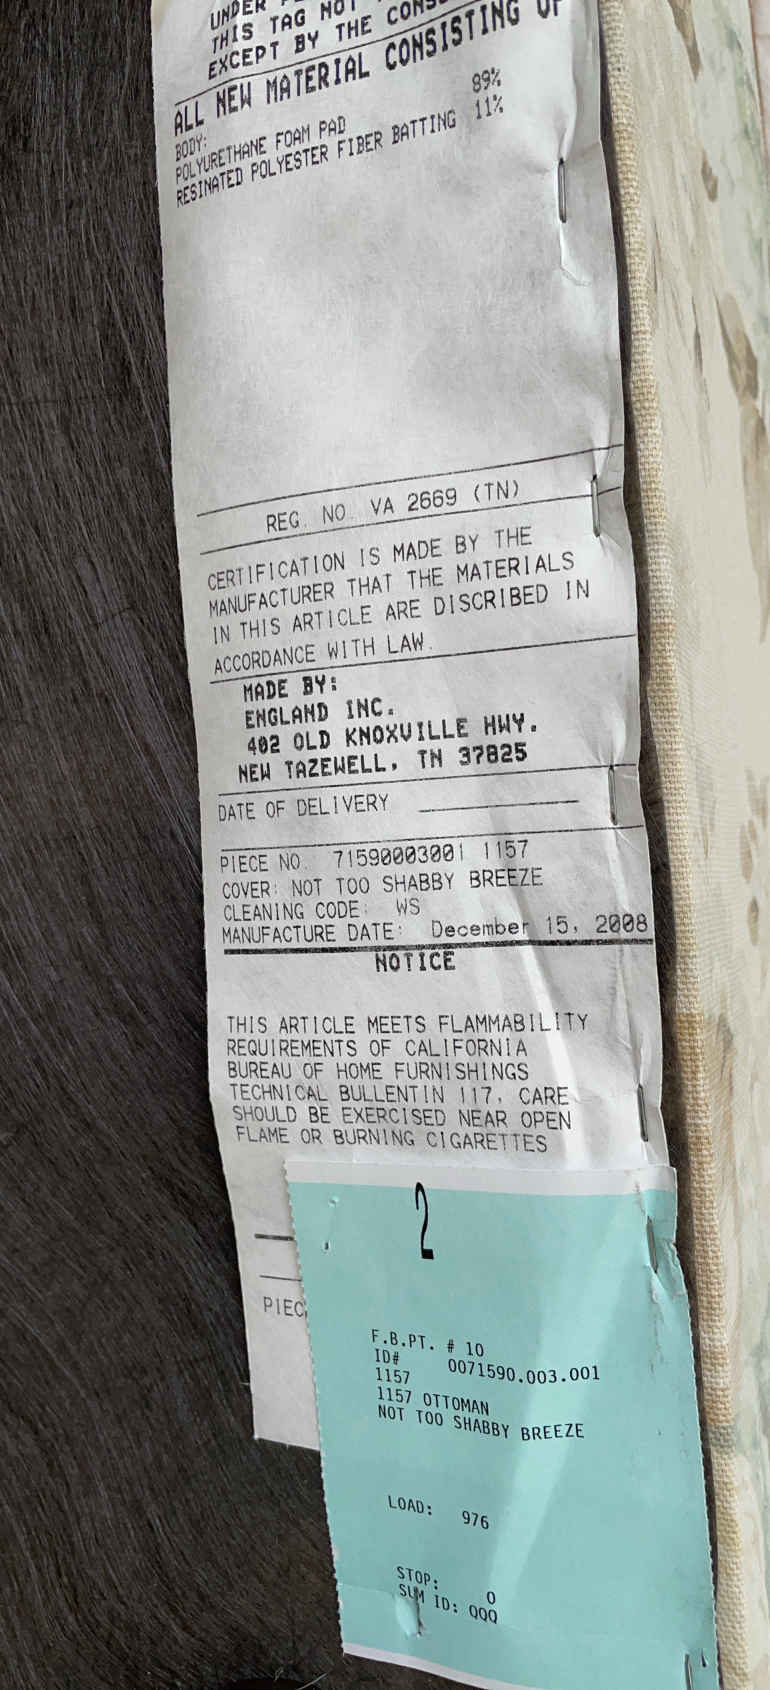 UNDER
THIS TAG NOT
EXCEPT BY THE
ALL NEW MATERIAL CONSISTING OF
BODY:
POLYURETHANE FOAM PAD 89%
RESINATED POLYESTER FIBER BATTING 11%
REG. NO. VA 2669 (TN)
CERTIFICATION IS MADE BY THE
MANUFACTURER THAT THE MATERIALS
IN THIS ARTICLE ARE DISCRIBED IN
ACCORDANCE WITH LAW.
MADE BY:
ENGLAND INC.
402 OLD KNOXVILLE HWY.
NEW TAZEWELL, TN 37825
DATE OF DELIVERY
PIECE NO. 71590003001 1157
COVER: NOT TOO SHABBY BREEZE
CLEANING CODE: WS
MANUFACTURE DATE: December 15, 2008
NOTICE
THIS ARTICLE MEETS FLAMMABILITY
REQUIREMENTS OF CALIFORNIA
BUREAU OF HOME FURNISHINGS
TECHNICAL BULLENTIN 117. CARE
SHOULD BE EXERCISED NEAR OPEN
FLAME OR BURNING CIGARETTES
PIEC
2
F.B.PT. # 10
ID# 0071590.003.001
1157
1157 OTTOMAN
NOT TOO SHABBY BREEZE
LOAD: 976
STOP: 0
SUM ID: QQQ